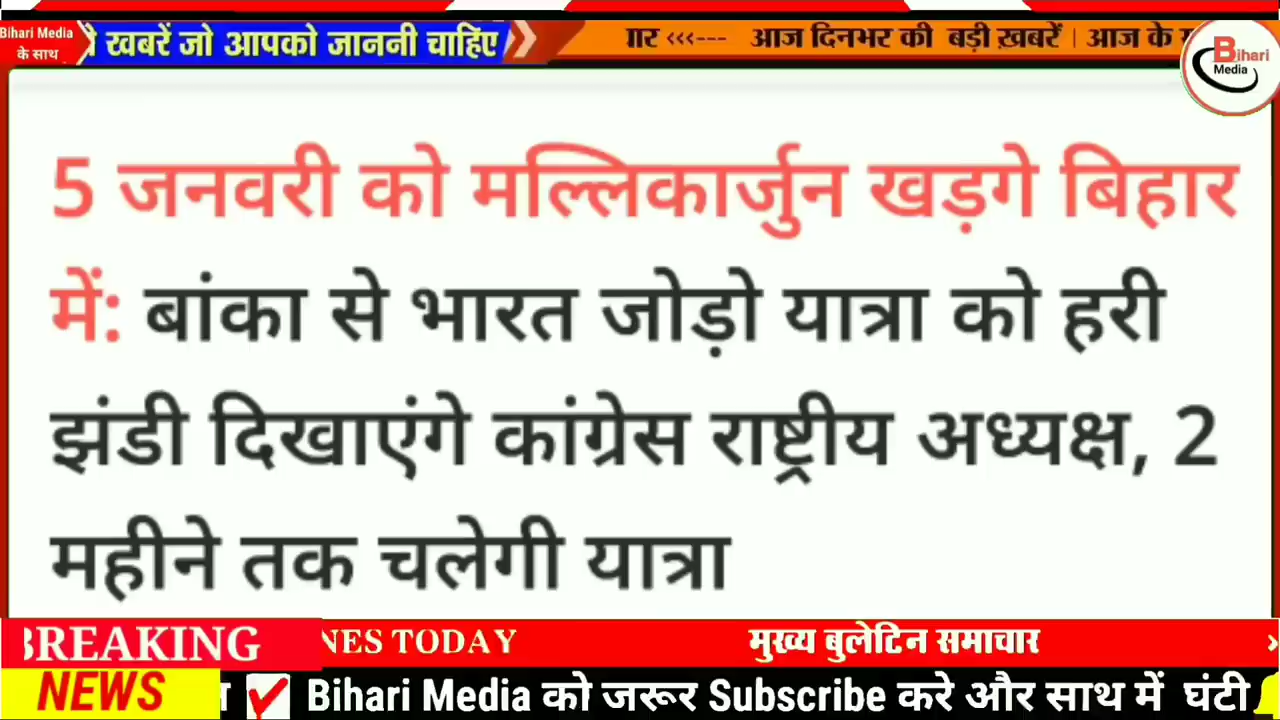 Bihari Media
के साथ
खबरें जो आपको जाननी चाहिंए
आज दिनभर की बड़ी ख़बरें | आज के
Bihari
Media
5 जनवरी को मल्लिकार्जुन खड़गे बिहार
में: बांका से भारत जोड़ो यात्रा को हरी
झंडी दिखाएंगे कांग्रेस राष्ट्रीय अध्यक्ष, 2
महीने तक चलेगी यात्रा
BREAKING
NEWS
TODAY
मुख्य बुलेटिन समाचार
Bihari Media को जरूर Subscribe करे और साथ में घंटी